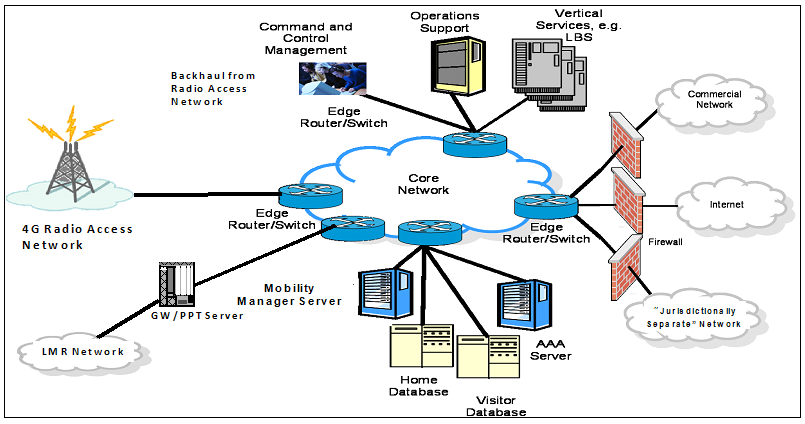 Command and
Control
Management
Operations
Support
Vertical
Services, e.g.
LBS
Backhaul from
Radio Access
Network
Edge
Router/Switch
Commercial
Network
Core
Network
4G Radio Access
Network
Edge
Router/Switch
Edge
Router/Switch
Internet
Firewall
Mobility
Manager Server
GW/PPT Server
"Jurisdictionally
Separate" Network
LMR Network
AAA
Server
Home
Database
Visitor
Database